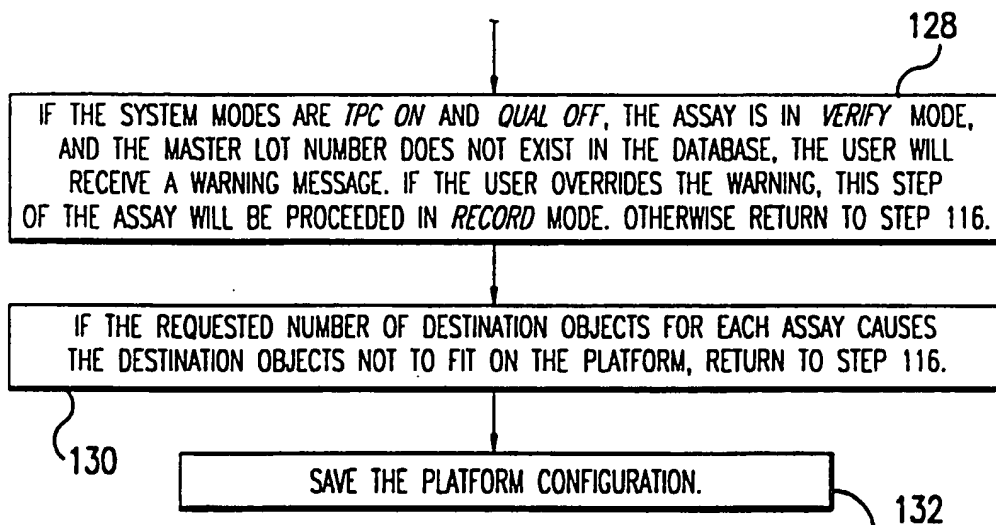 128
IF THE SYSTEM MODES ARE TPC ON AND QUAL OFF, THE ASSAY IS IN VERIFY MODE,
AND THE MASTER LOT NUMBER DOES NOT EXIST IN THE DATABASE, THE USER WILL
RECEIVE A WARNING MESSAGE. IF THE USER OVERRIDES THE WARNING, THIS STEP
OF THE ASSAY WILL BE PROCEEDED IN RECORD MODE. OTHERWISE RETURN TO STEP 116.
IF THE REQUESTED NUMBER OF DESTINATION OBJECTS FOR EACH ASSAY CAUSES
THE DESTINATION OBJECTS NOT TO FIT ON THE PLATFORM, RETURN TO STEP 116.
130
SAVE THE PLATFORM CONFIGURATION.
132